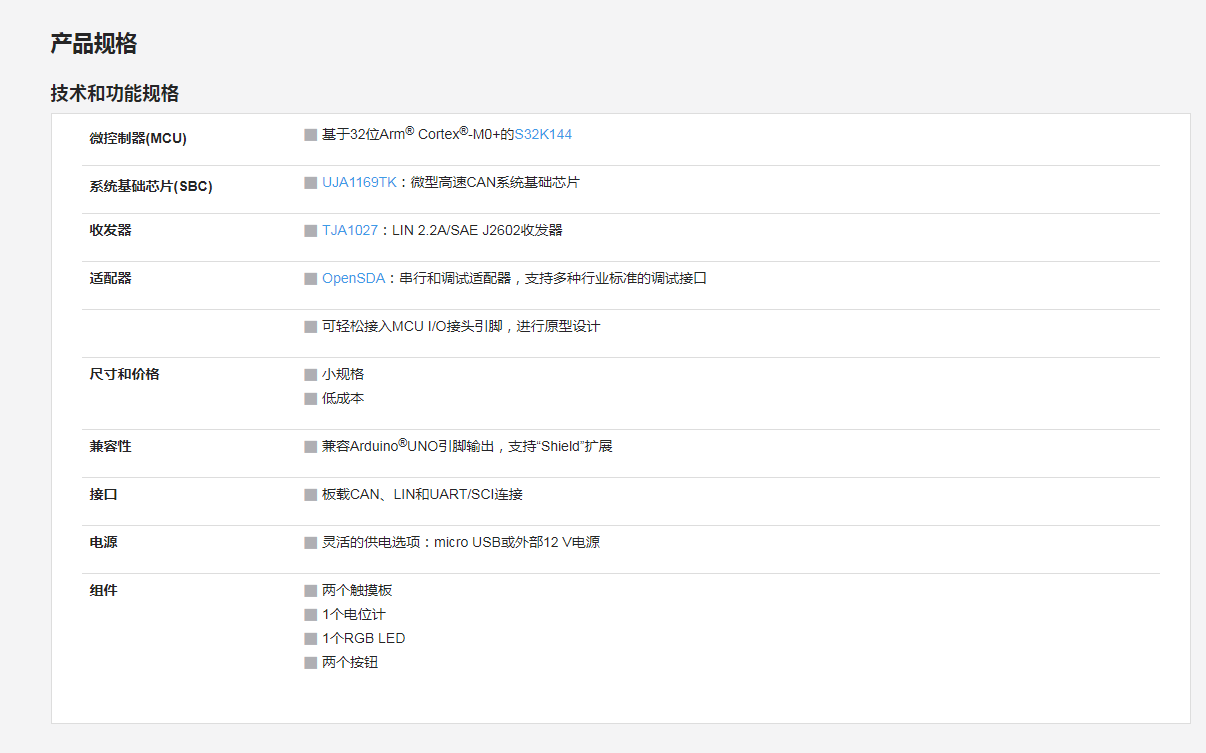 产品规格
技术和功能规格
微控制器(MCU)
基于32位Arm® Cortex®-M0+的S32K144
系统基础芯片(SBC)
UJA1169TK：微型高速CAN系统基础芯片
收发器
TJA1027：LIN 2.2A/SAE J2602收发器
适配器
OpenSDA：串行和调试适配器，支持多种行业标准的调试接口
可轻松接入MCU I/O接头引脚，进行原型设计
尺寸和价格
小规格
低成本
兼容性
兼容Arduino®UNO引脚输出，支持“Shield”扩展
接口
板载CAN、LIN和UART/SCI连接
电源
灵活的供电选项：micro USB或外部12 V电源
组件
两个触摸板
1个电位计
1个RGB LED
两个按钮